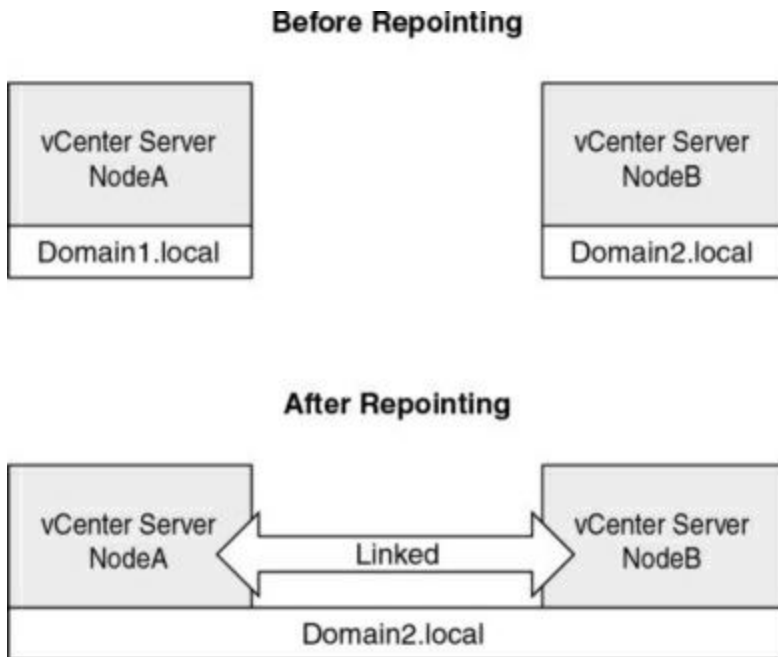 Before Repointing
vCenter Server
NodeA
vCenter Server
NodeB
Domain1.local
Domain2.local
After Repointing
vCenter Server
NodeA
Linked
vCenter Server
NodeB
Domain2.local